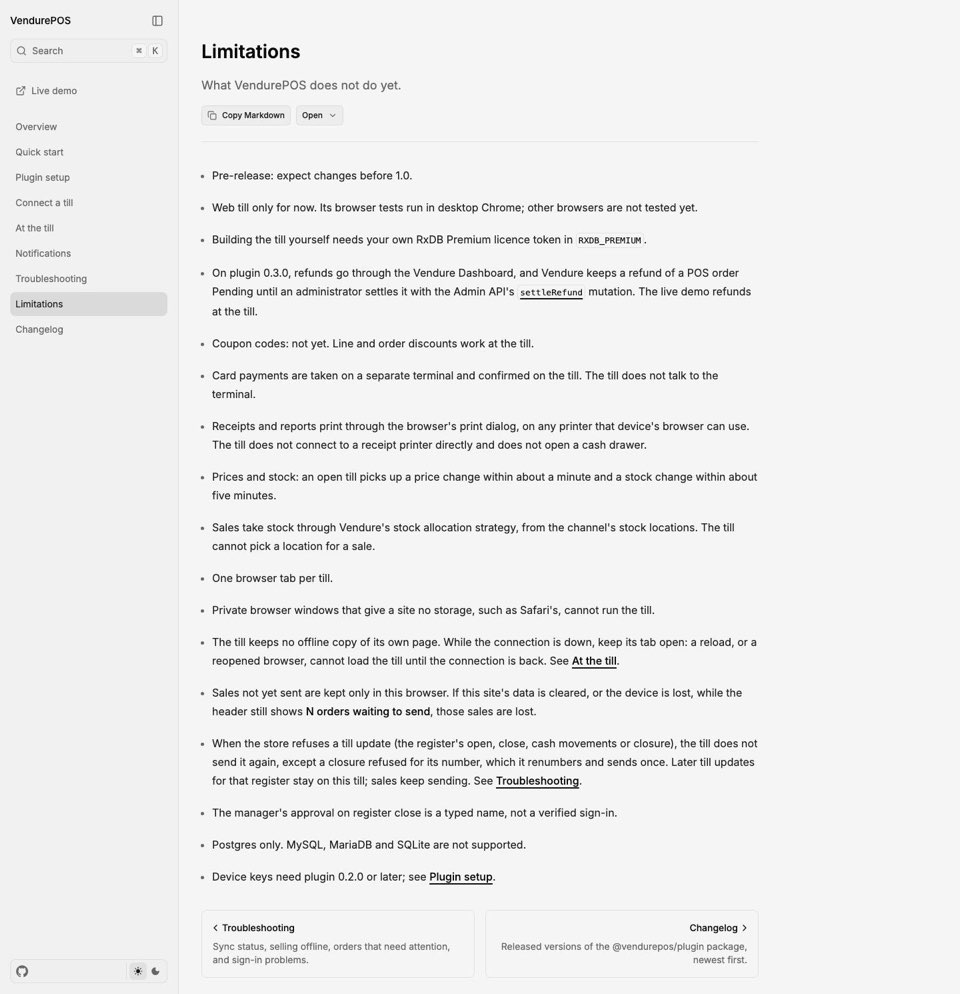 VendurePOS
Search ⌘ K
Live demo
Overview
Quick start
Plugin setup
Connect a till
At the till
Notifications
Troubleshooting
Limitations
Changelog
Limitations
What VendurePOS does not do yet.
Copy Markdown Open
Pre-release: expect changes before 1.0.
Web till only for now. Its browser tests run in desktop Chrome; other browsers are not tested yet.
Building the till yourself needs your own RxDB Premium licence token in RXDB_PREMIUM.
On plugin 0.3.0, refunds go through the Vendure Dashboard, and Vendure keeps a refund of a POS order
Pending until an administrator settles it with the Admin API's settleRefund mutation. The live demo refunds
at the till.
Coupon codes: not yet. Line and order discounts work at the till.
Card payments are taken on a separate terminal and confirmed on the till. The till does not talk to the
terminal.
Receipts and reports print through the browser's print dialog, on any printer that device's browser can use.
The till does not connect to a receipt printer directly and does not open a cash drawer.
Prices and stock: an open till picks up a price change within about a minute and a stock change within about
five minutes.
Sales take stock through Vendure's stock allocation strategy, from the channel's stock locations. The till
cannot pick a location for a sale.
One browser tab per till.
Private browser windows that give a site no storage, such as Safari's, cannot run the till.
The till keeps no offline copy of its own page. While the connection is down, keep its tab open: a reload, or a
reopened browser, cannot load the till until the connection is back. See At the till.
Sales not yet sent are kept only in this browser. If this site's data is cleared, or the device is lost, while the
header still shows N orders waiting to send, those sales are lost.
When the store refuses a till update (the register's open, close, cash movements or closure), the till does not
send it again, except a closure refused for its number, which it renumbers and sends once. Later till updates
for that register stay on this till; sales keep sending. See Troubleshooting.
The manager's approval on register close is a typed name, not a verified sign-in.
Postgres only. MySQL, MariaDB and SQLite are not supported.
Device keys need plugin 0.2.0 or later; see Plugin setup.
Troubleshooting
Sync status, selling offline, orders that need attention,
and sign-in problems.
Changelog
Released versions of the @vendurepos/plugin package,
newest first.